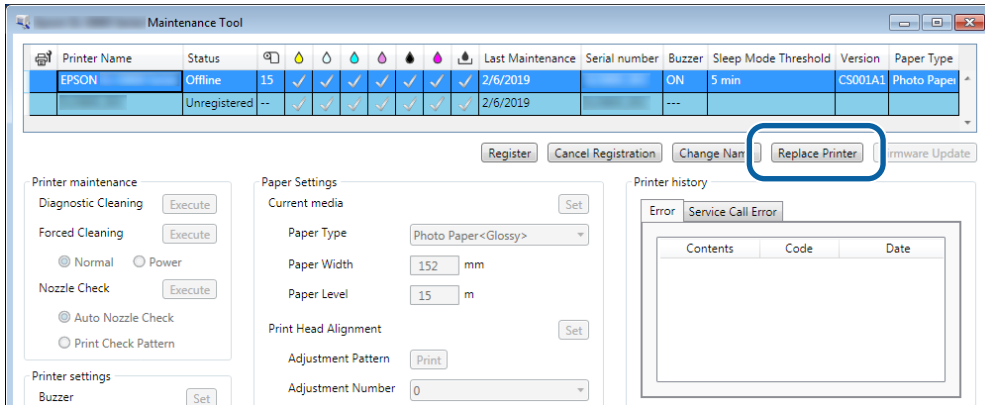 Maintenance Tool
Printer Name Status Last Maintenance Serial number Buzzer Sleep Mode Threshold Version Paper Type
EPSON Offline 15 2/6/2019 ON 5 min CS001A1 Photo Paper
Unregistered -- 2/6/2019 ---
Register Cancel Registration Change Name Replace Printer Firmware Update
Printer maintenance
Diagnostic Cleaning Execute
Forced Cleaning Execute
Normal Power
Nozzle Check Execute
Auto Nozzle Check
Print Check Pattern
Printer settings
Buzzer Set
Paper Settings
Current media Set
Paper Type Photo Paper<Glossy>
Paper Width 152 mm
Paper Level 15 m
Print Head Alignment Set
Adjustment Pattern Print
Adjustment Number 0
Printer history
Error Service Call Error
Contents Code Date